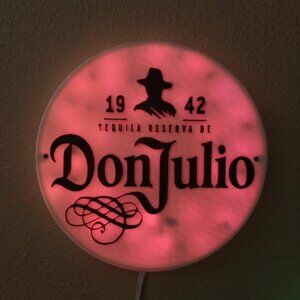 19 42
TEQUILA RESERVA DE
Don Julio